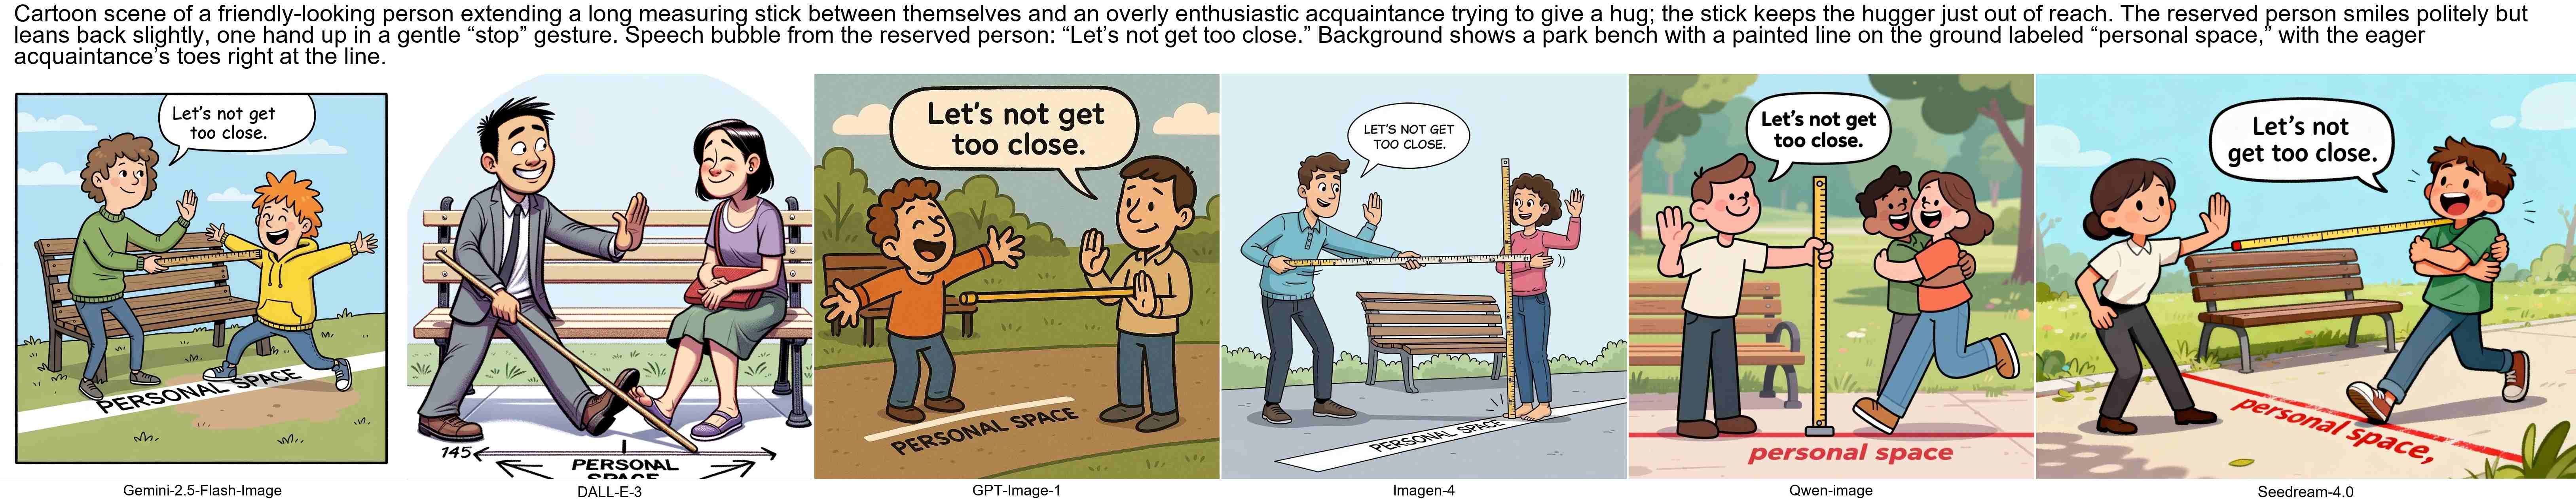 Cartoon scene of a friendly-looking person extending a long measuring stick between themselves and an overly enthusiastic acquaintance trying to give a hug; the stick keeps the hugger just out of reach. The reserved person smiles politely but
leans back slightly, one hand up in a gentle “stop” gesture. Speech bubble from the reserved person: “Let’s not get too close.” Background shows a park bench with a painted line on the ground labeled “personal space,” with the eager
acquaintance’s toes right at the line.
Let's not get
too close.
PERSONAL SPACE
Gemini-2.5-Flash-Image
145
PERSONAL
SPACE
DALL-E-3
Let's not get
too close.
PERSONAL SPACE
GPT-Image-1
LET'S NOT GET
TOO CLOSE.
PERSONAL SPACE
Imagen-4
Let's not get
too close.
personal space
Qwen-image
Let's not
get too close.
personal space,
Seedream-4.0